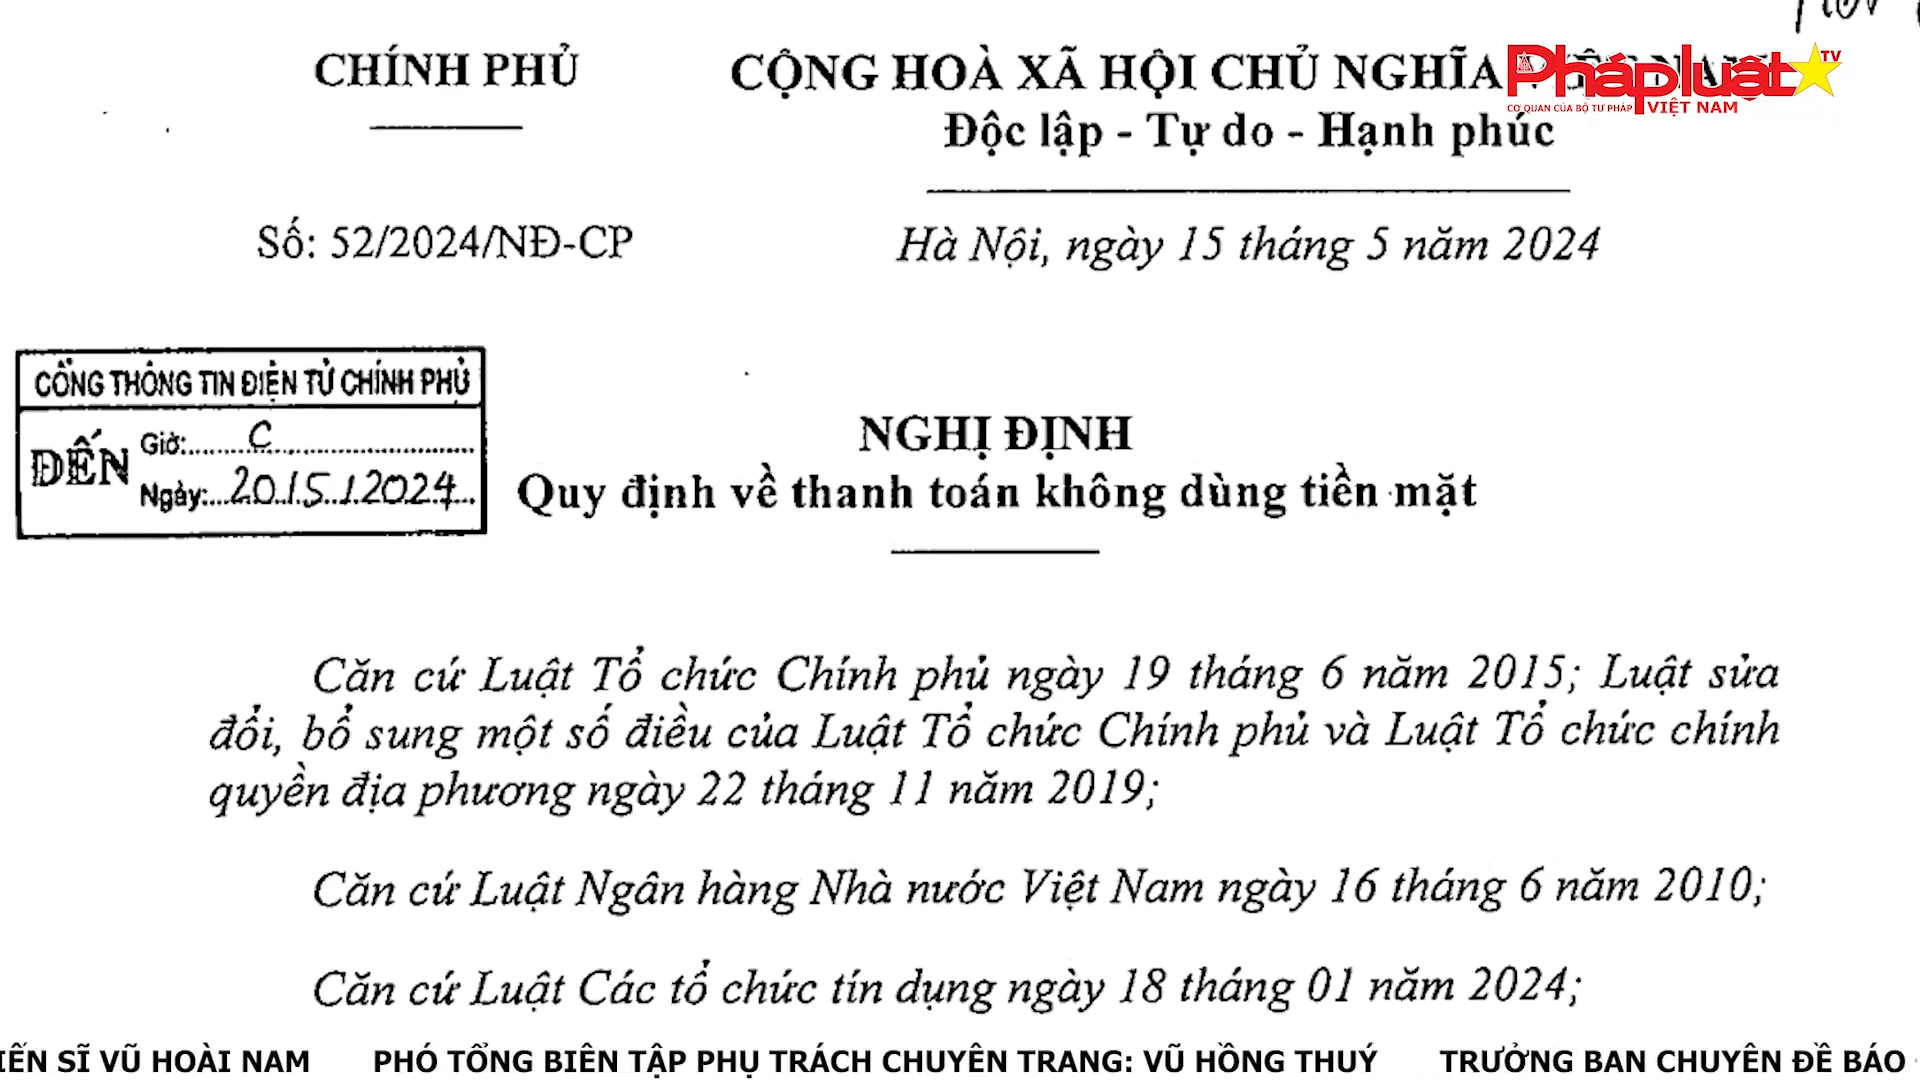 CHÍNH PHỦ
CỘNG HOÀ XÃ HỘI CHỦ NGHĨA VIỆT NAM
Pháp luật TV
CƠ QUAN CỦA BỘ TƯ PHÁP VIỆT NAM
Độc lập - Tự do - Hạnh phúc
Số: 52/2024/NĐ-CP
Hà Nội, ngày 15 tháng 5 năm 2024
CỔNG THÔNG TIN ĐIỆN TỬ CHÍNH PHỦ
ĐẾN
Giờ:.....C.....
Ngày:...20/5/2024...
NGHỊ ĐỊNH
Quy định về thanh toán không dùng tiền mặt
Căn cứ Luật Tổ chức Chính phủ ngày 19 tháng 6 năm 2015; Luật sửa
đổi, bổ sung một số điều của Luật Tổ chức Chính phủ và Luật Tổ chức chính
quyền địa phương ngày 22 tháng 11 năm 2019;
Căn cứ Luật Ngân hàng Nhà nước Việt Nam ngày 16 tháng 6 năm 2010;
Căn cứ Luật Các tổ chức tín dụng ngày 18 tháng 01 năm 2024;
IẾN SĨ VŨ HOÀI NAM PHÓ TỔNG BIÊN TẬP PHỤ TRÁCH CHUYÊN TRANG: VŨ HỒNG THUÝ TRƯỞNG BAN CHUYÊN ĐỀ BÁO